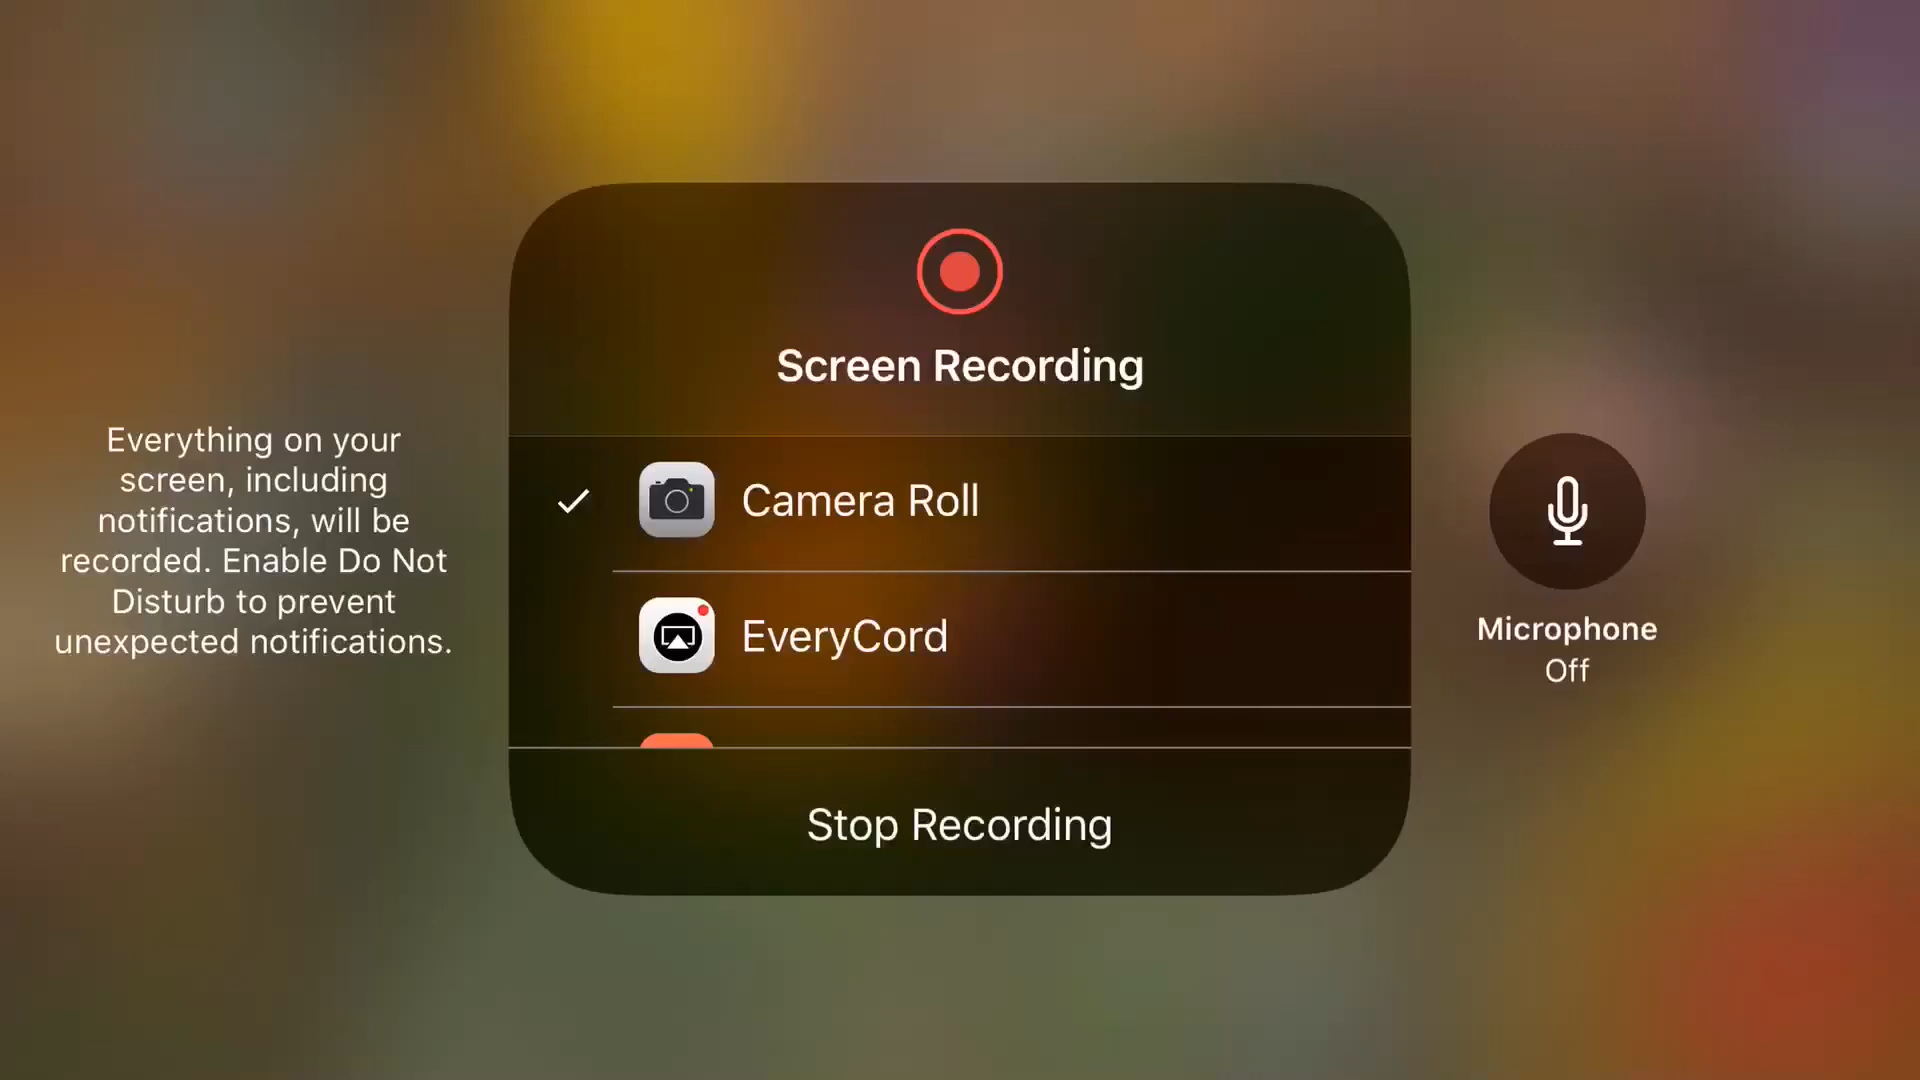 Screen Recording
Everything on your
screen, including
notifications, will be
recorded. Enable Do Not
Disturb to prevent
unexpected notifications.
Camera Roll
EveryCord
Stop Recording
Microphone
Off